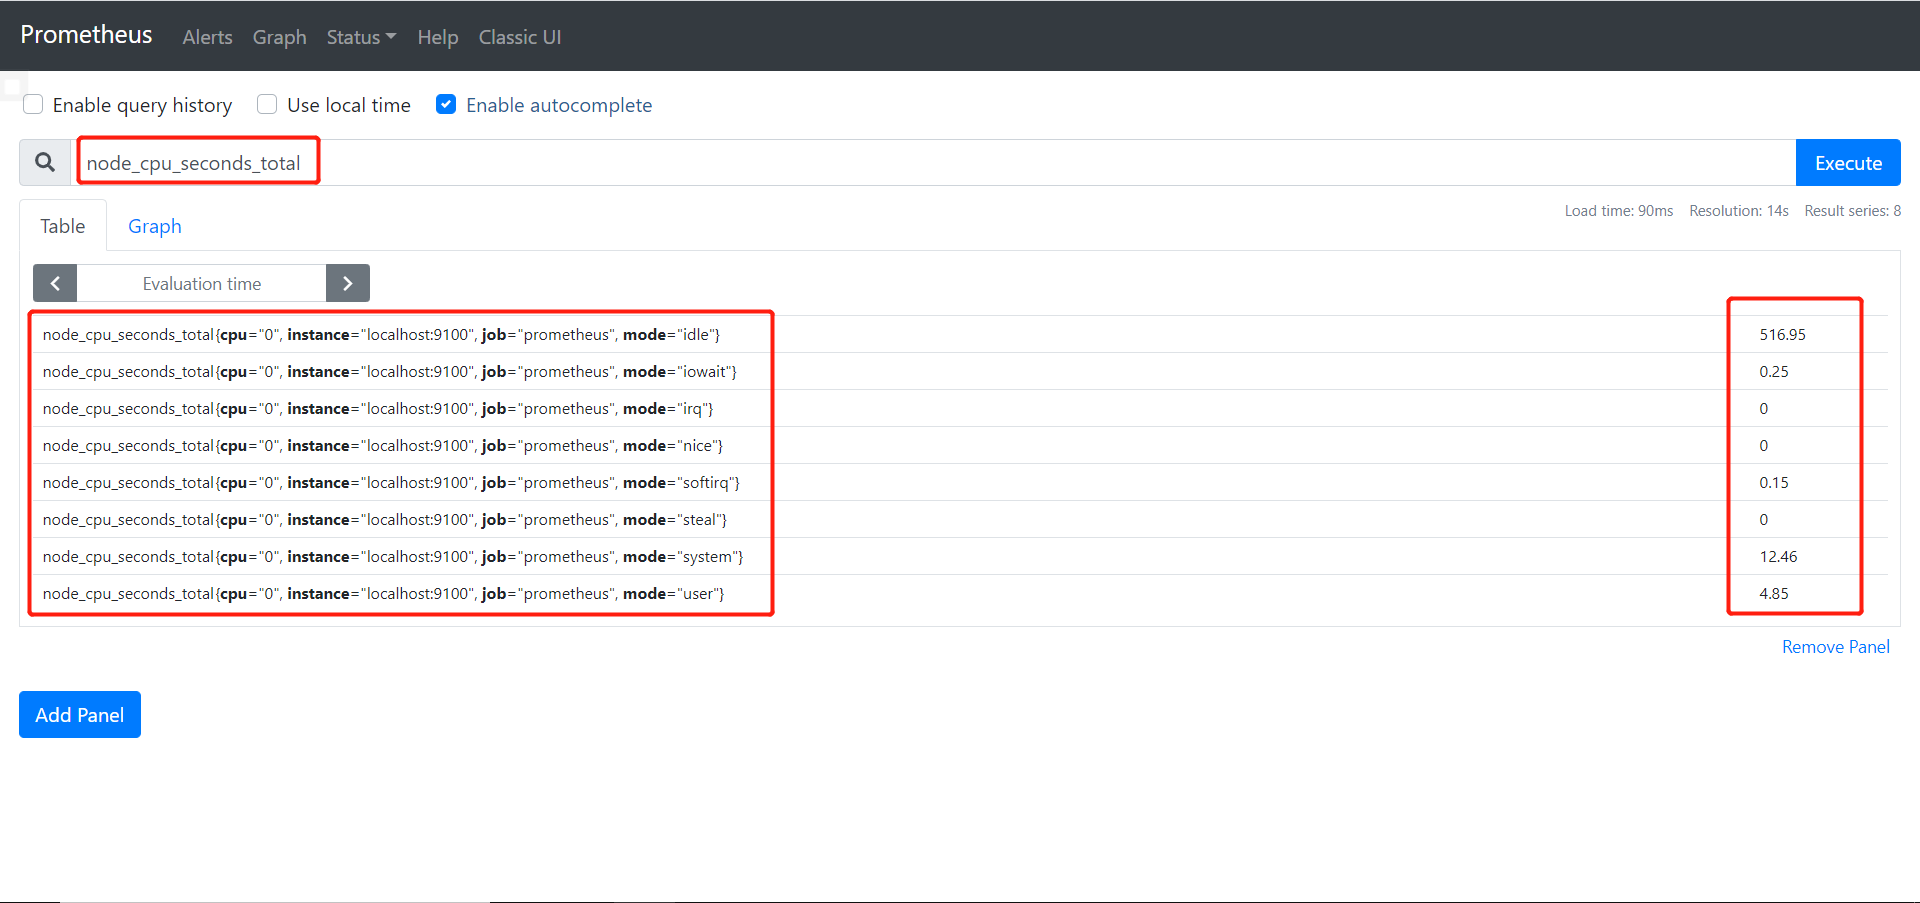 Prometheus Alerts Graph Status Help Classic UI
Enable query history Use local time Enable autocomplete
node_cpu_seconds_total Execute
Table Graph Load time: 90ms Resolution: 14s Result series: 8
Evaluation time
node_cpu_seconds_total{cpu="0", instance="localhost:9100", job="prometheus", mode="idle"} 516.95
node_cpu_seconds_total{cpu="0", instance="localhost:9100", job="prometheus", mode="iowait"} 0.25
node_cpu_seconds_total{cpu="0", instance="localhost:9100", job="prometheus", mode="irq"} 0
node_cpu_seconds_total{cpu="0", instance="localhost:9100", job="prometheus", mode="nice"} 0
node_cpu_seconds_total{cpu="0", instance="localhost:9100", job="prometheus", mode="softirq"} 0.15
node_cpu_seconds_total{cpu="0", instance="localhost:9100", job="prometheus", mode="steal"} 0
node_cpu_seconds_total{cpu="0", instance="localhost:9100", job="prometheus", mode="system"} 12.46
node_cpu_seconds_total{cpu="0", instance="localhost:9100", job="prometheus", mode="user"} 4.85
Remove Panel
Add Panel